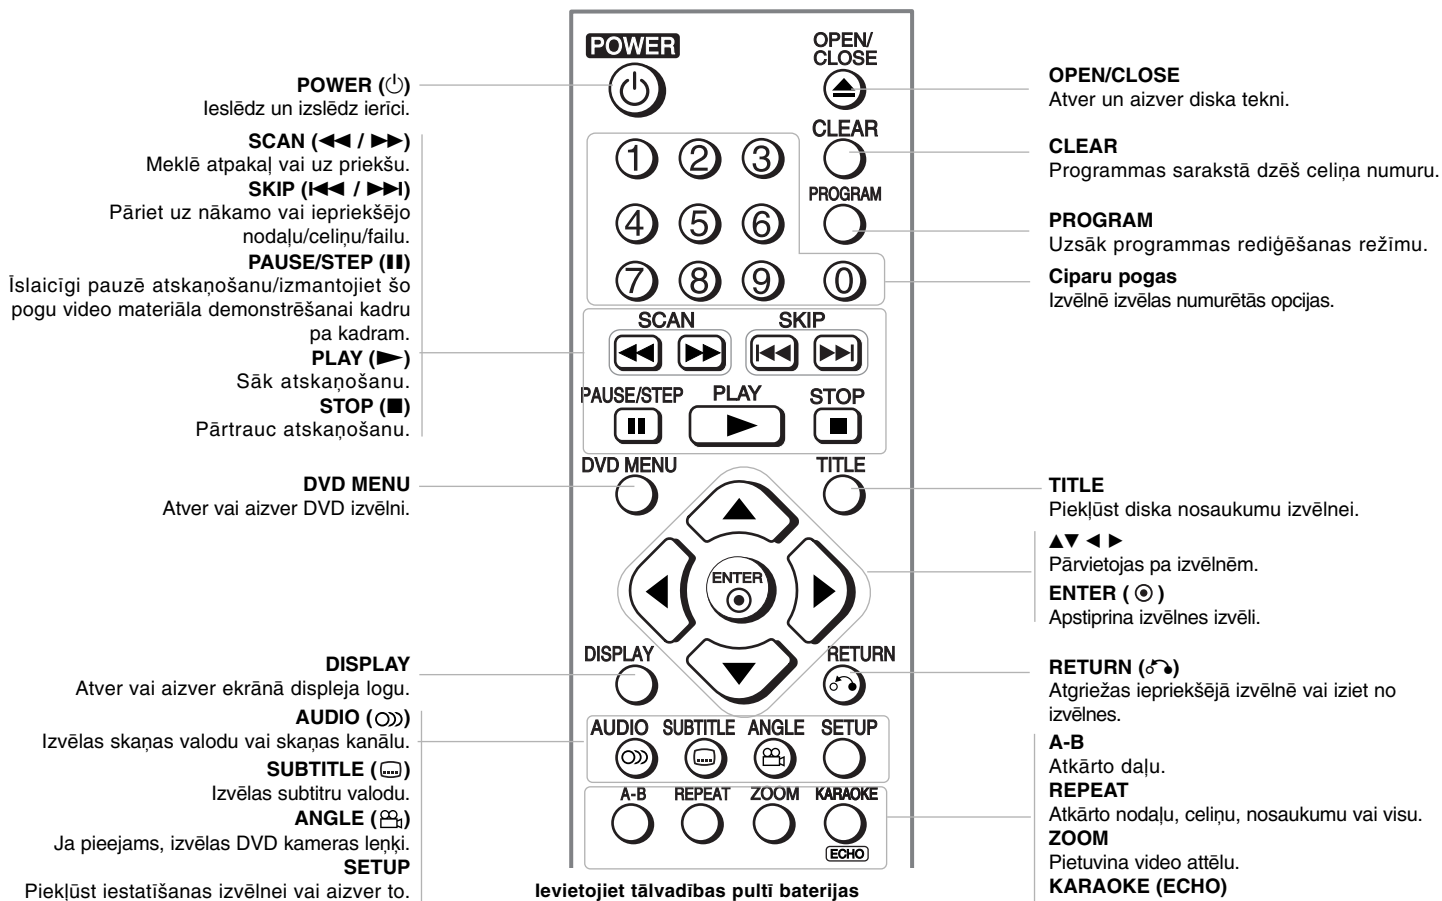 POWER (⏻)
Ieslēdz un izslēdz ierīci.
SCAN (◄◄ / ►►)
Meklē atpakaļ vai uz priekšu.
SKIP (I◄◄ / ►►I)
Pāriet uz nākamo vai iepriekšējo
nodaļu/celiņu/failu.
PAUSE/STEP (II)
Īslaicīgi pauzē atskaņošanu/izmantojiet šo
pogu video materiāla demonstrēšanai kadru
pa kadram.
PLAY (►)
Sāk atskaņošanu.
STOP (■)
Pārtrauc atskaņošanu.
DVD MENU
Atver vai aizver DVD izvēlni.
DISPLAY
Atver vai aizver ekrānā displeja logu.
AUDIO ()
Izvēlas skaņas valodu vai skaņas kanālu.
SUBTITLE ()
Izvēlas subtitru valodu.
ANGLE ()
Ja pieejams, izvēlas DVD kameras leņķi.
SETUP
Piekļūst iestatīšanas izvēlnei vai aizver to.
POWER
OPEN/
CLOSE
CLEAR
1 2 3
PROGRAM
4 5 6
7 8 9 0
SCAN SKIP
PAUSE/STEP PLAY STOP
DVD MENU TITLE
ENTER
DISPLAY RETURN
AUDIO SUBTITLE ANGLE SETUP
A-B REPEAT ZOOM KARAOKE
ECHO
Ievietojiet tālvadības pultī baterijas
OPEN/CLOSE
Atver un aizver diska tekni.
CLEAR
Programmas sarakstā dzēš celiņa numuru.
PROGRAM
Uzsāk programmas rediģēšanas režīmu.
Ciparu pogas
Izvēlnē izvēlas numurētās opcijas.
TITLE
Piekļūst diska nosaukumu izvēlnei.
▲▼ ◄ ►
Pārvietojas pa izvēlnēm.
ENTER ( ⦿ )
Apstiprina izvēlnes izvēli.
RETURN ()
Atgriežas iepriekšējā izvēlnē vai iziet no
izvēlnes.
A-B
Atkārto daļu.
REPEAT
Atkārto nodaļu, celiņu, nosaukumu vai visu.
ZOOM
Pietuvina video attēlu.
KARAOKE (ECHO)